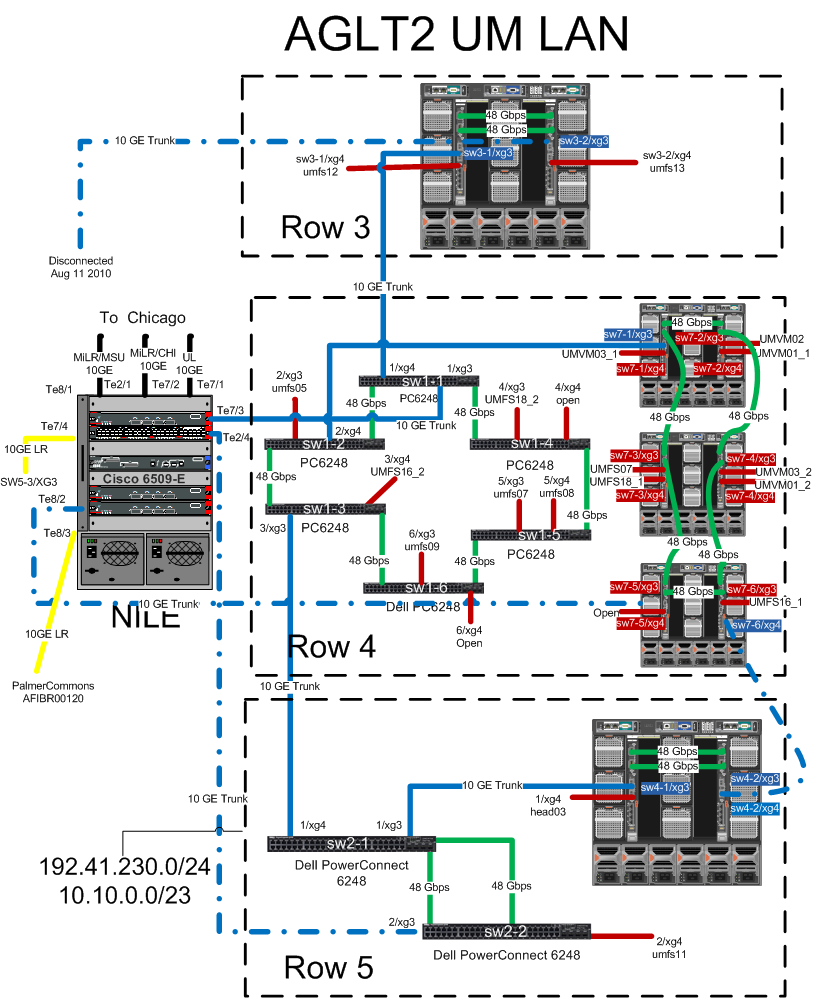 AGLT2 UM LAN
48 Gbps
48 Gbps
10 GE Trunk
sw3-2/xg3
sw3-1/xg3
sw3-1/xg4
umfs12
sw3-2/xg4
umfs13
Row 3
Disconnected
Aug 11 2010
10 GE Trunk
To Chicago
MiLR/MSU
10GE
MiLR/CHI
10GE
UL
10GE
Te8/1
Te2/1
Te7/2
Te7/1
Te7/3
Te7/4
Te2/4
10GE LR
SW5-3/XG3
Cisco 6509-E
Te8/2
Te8/3
NILE
10 GE Trunk
10GE LR
PalmerCommons
AFIBR00120
1/xg4
1/xg3
sw1-1
PC6248
2/xg3
umfs05
48 Gbps
48 Gbps
4/xg3
UMFS18_2
4/xg4
open
10 GE Trunk
2/xg4
sw1-2
PC6248
sw1-4
PC6248
48 Gbps
3/xg4
UMFS16_2
5/xg3
umfs07
5/xg4
umfs08
48 Gbps
sw1-3
PC6248
3/xg3
sw1-5
PC6248
6/xg3
umfs09
48 Gbps
48 Gbps
sw1-6
Dell PC6248
6/xg4
Open
Row 4
48 Gbps
sw7-1/xg3
sw7-2/xg3
UMVM02
UMVM03_1
UMVM01_1
sw7-1/xg4
sw7-2/xg4
48 Gbps
48 Gbps
sw7-3/xg3
sw7-4/xg3
UMFS07
UMVM03_2
UMFS18_1
UMVM01_2
sw7-3/xg4
sw7-4/xg4
48 Gbps
48 Gbps
sw7-5/xg3
sw7-6/xg3
48 Gbps
UMFS16_1
Open
sw7-5/xg4
sw7-6/xg4
10 GE Trunk
48 Gbps
48 Gbps
10 GE Trunk
sw4-1/xg3
sw4-2/xg3
sw4-2/xg4
1/xg4
head03
10 GE Trunk
1/xg4
1/xg3
sw2-1
Dell PowerConnect
6248
192.41.230.0/24
10.10.0.0/23
48 Gbps
48 Gbps
2/xg3
sw2-2
Dell PowerConnect 6248
2/xg4
umfs11
Row 5